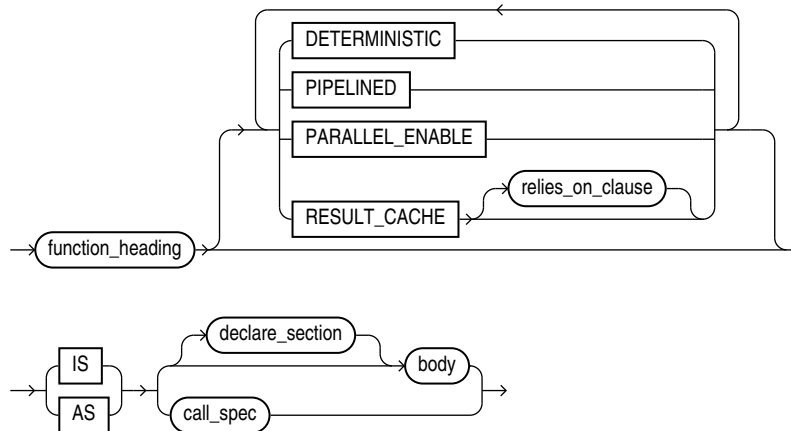 DETERMINISTIC
PIPELINED
PARALLEL_ENABLE
relies_on_clause
RESULT_CACHE
function_heading
declare_section
IS
body
AS
call_spec